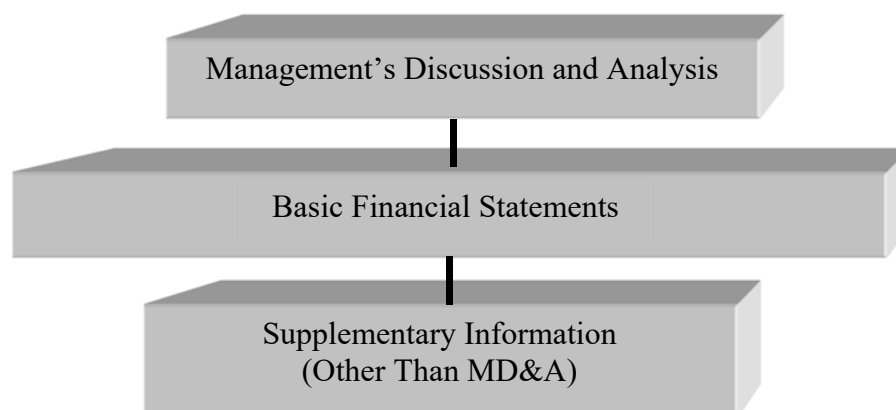 Management’s Discussion and Analysis
Basic Financial Statements
Supplementary Information
(Other Than MD&A)